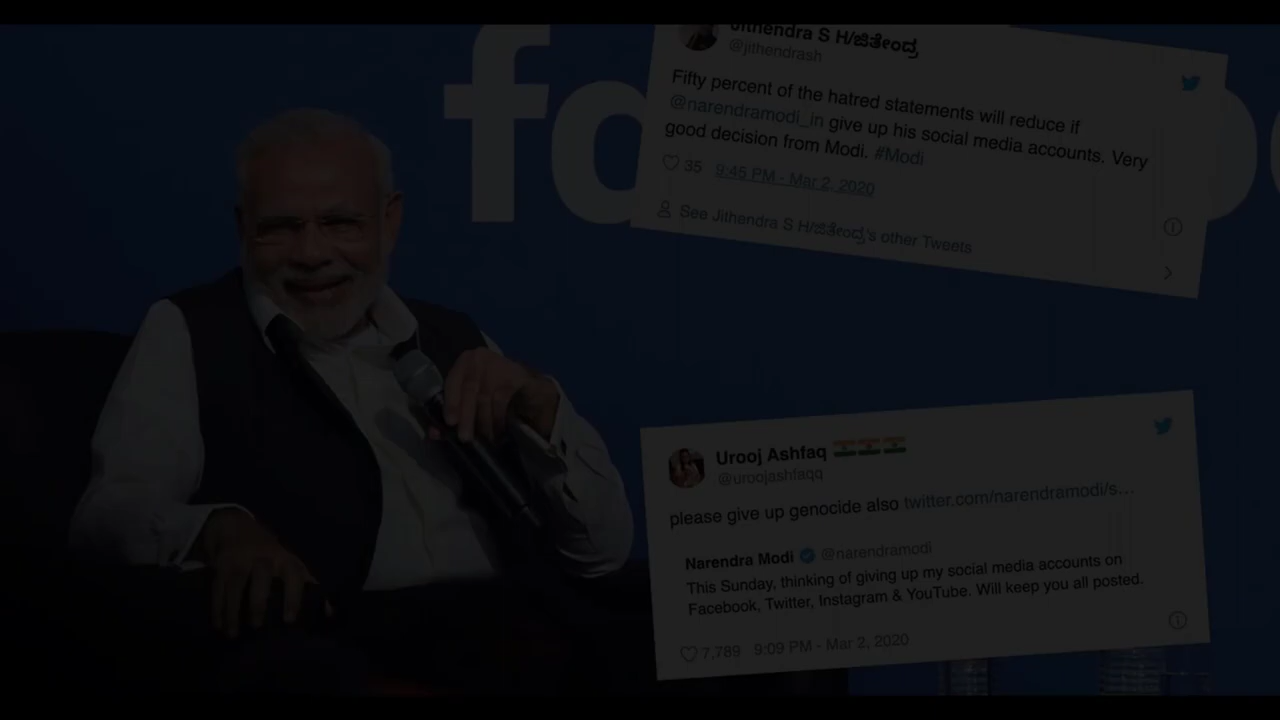 fo
Jithendra S H/ಜಿತೇಂದ್ರ
@jithendrash
Fifty percent of the hatred statements will reduce if
@narendramodi_in give up his social media accounts. Very
good decision from Modi. #Modi
35 9:45 PM - Mar 2, 2020
See Jithendra S H/ಜಿತೇಂದ್ರ's other Tweets
Urooj Ashfaq
@uroojashfaqq
please give up genocide also twitter.com/narendramodi/s…
Narendra Modi @narendramodi
This Sunday, thinking of giving up my social media accounts on
Facebook, Twitter, Instagram & YouTube. Will keep you all posted.
7,789 9:09 PM - Mar 2, 2020